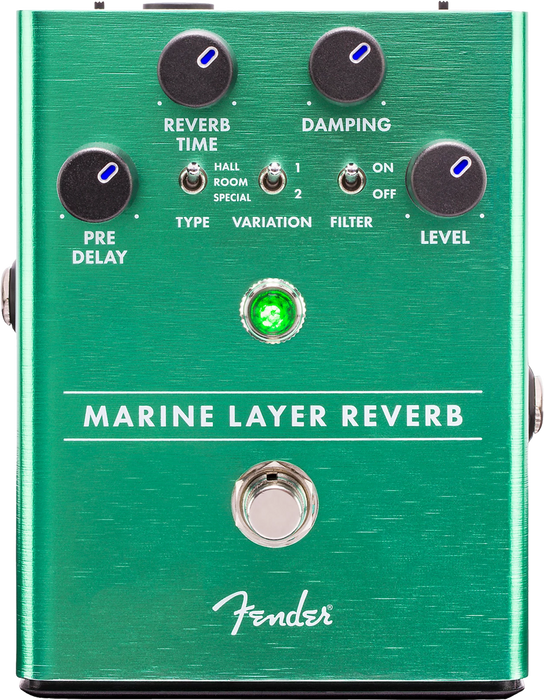 REVERB
TIME
DAMPING
PRE
DELAY
HALL
ROOM
SPECIAL
TYPE
1
2
VARIATION
ON
OFF
FILTER
LEVEL
MARINE LAYER REVERB
Fender®